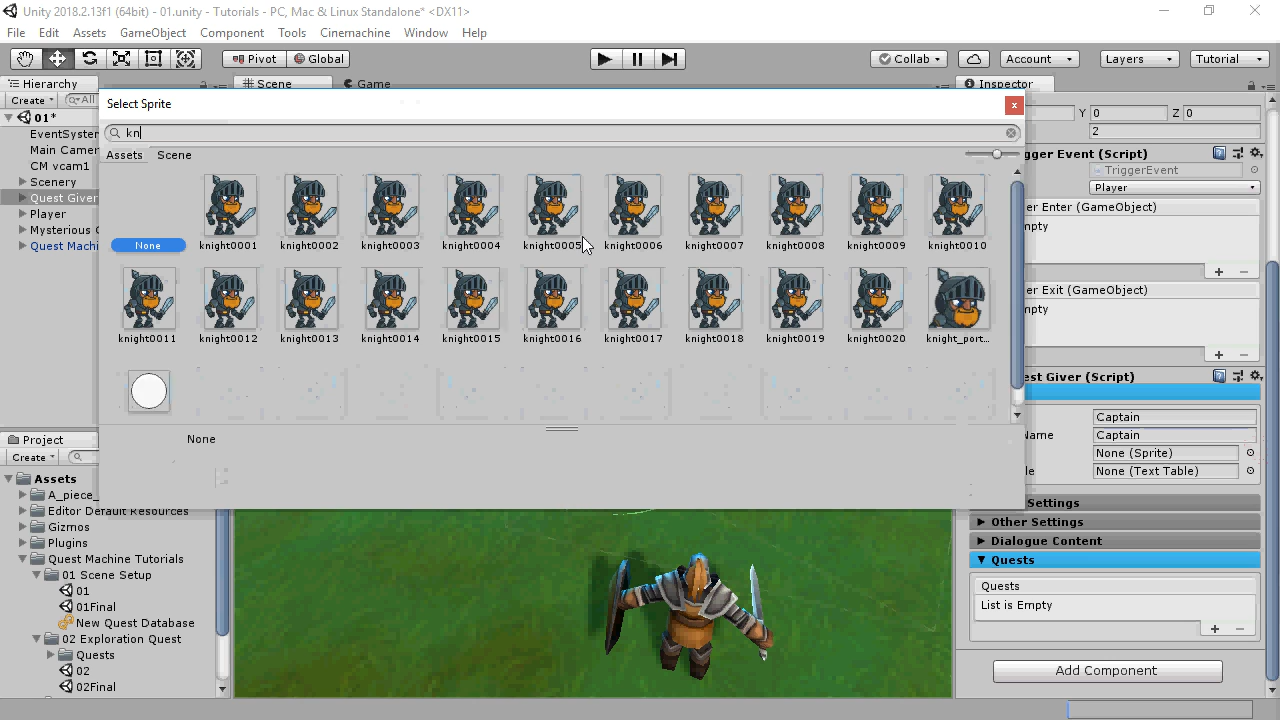 Unity 2018.2.13f1 (64bit) - 01.unity - Tutorials - PC, Mac & Linux Standalone* <DX11>
File Edit Assets GameObject Component Tools Cinemachine Window Help
Pivot Global Collab Account Layers Tutorial
Hierarchy Scene Game Inspector
Create All
Select Sprite
kn
Assets Scene
None knight0001 knight0002 knight0003 knight0004 knight0005 knight0006 knight0007 knight0008 knight0009 knight0010
knight0011 knight0012 knight0013 knight0014 knight0015 knight0016 knight0017 knight0018 knight0019 knight0020 knight_port...
None
01*
EventSystem
Main Camer
CM vcam1
Scenery
Quest Giver
Player
Mysterious
Quest Machi
Project
Create
Assets
A_piece_
Editor Default Resources
Gizmos
Plugins
Quest Machine Tutorials
01 Scene Setup
01
01Final
New Quest Database
02 Exploration Quest
Quests
02
02Final
Y 0 Z 0
2
gger Event (Script)
TriggerEvent
Player
er Enter (GameObject)
mpty
er Exit (GameObject)
mpty
est Giver (Script)
Captain
Name Captain
None (Sprite)
le None (Text Table)
Settings
Other Settings
Dialogue Content
Quests
Quests
List is Empty
Add Component